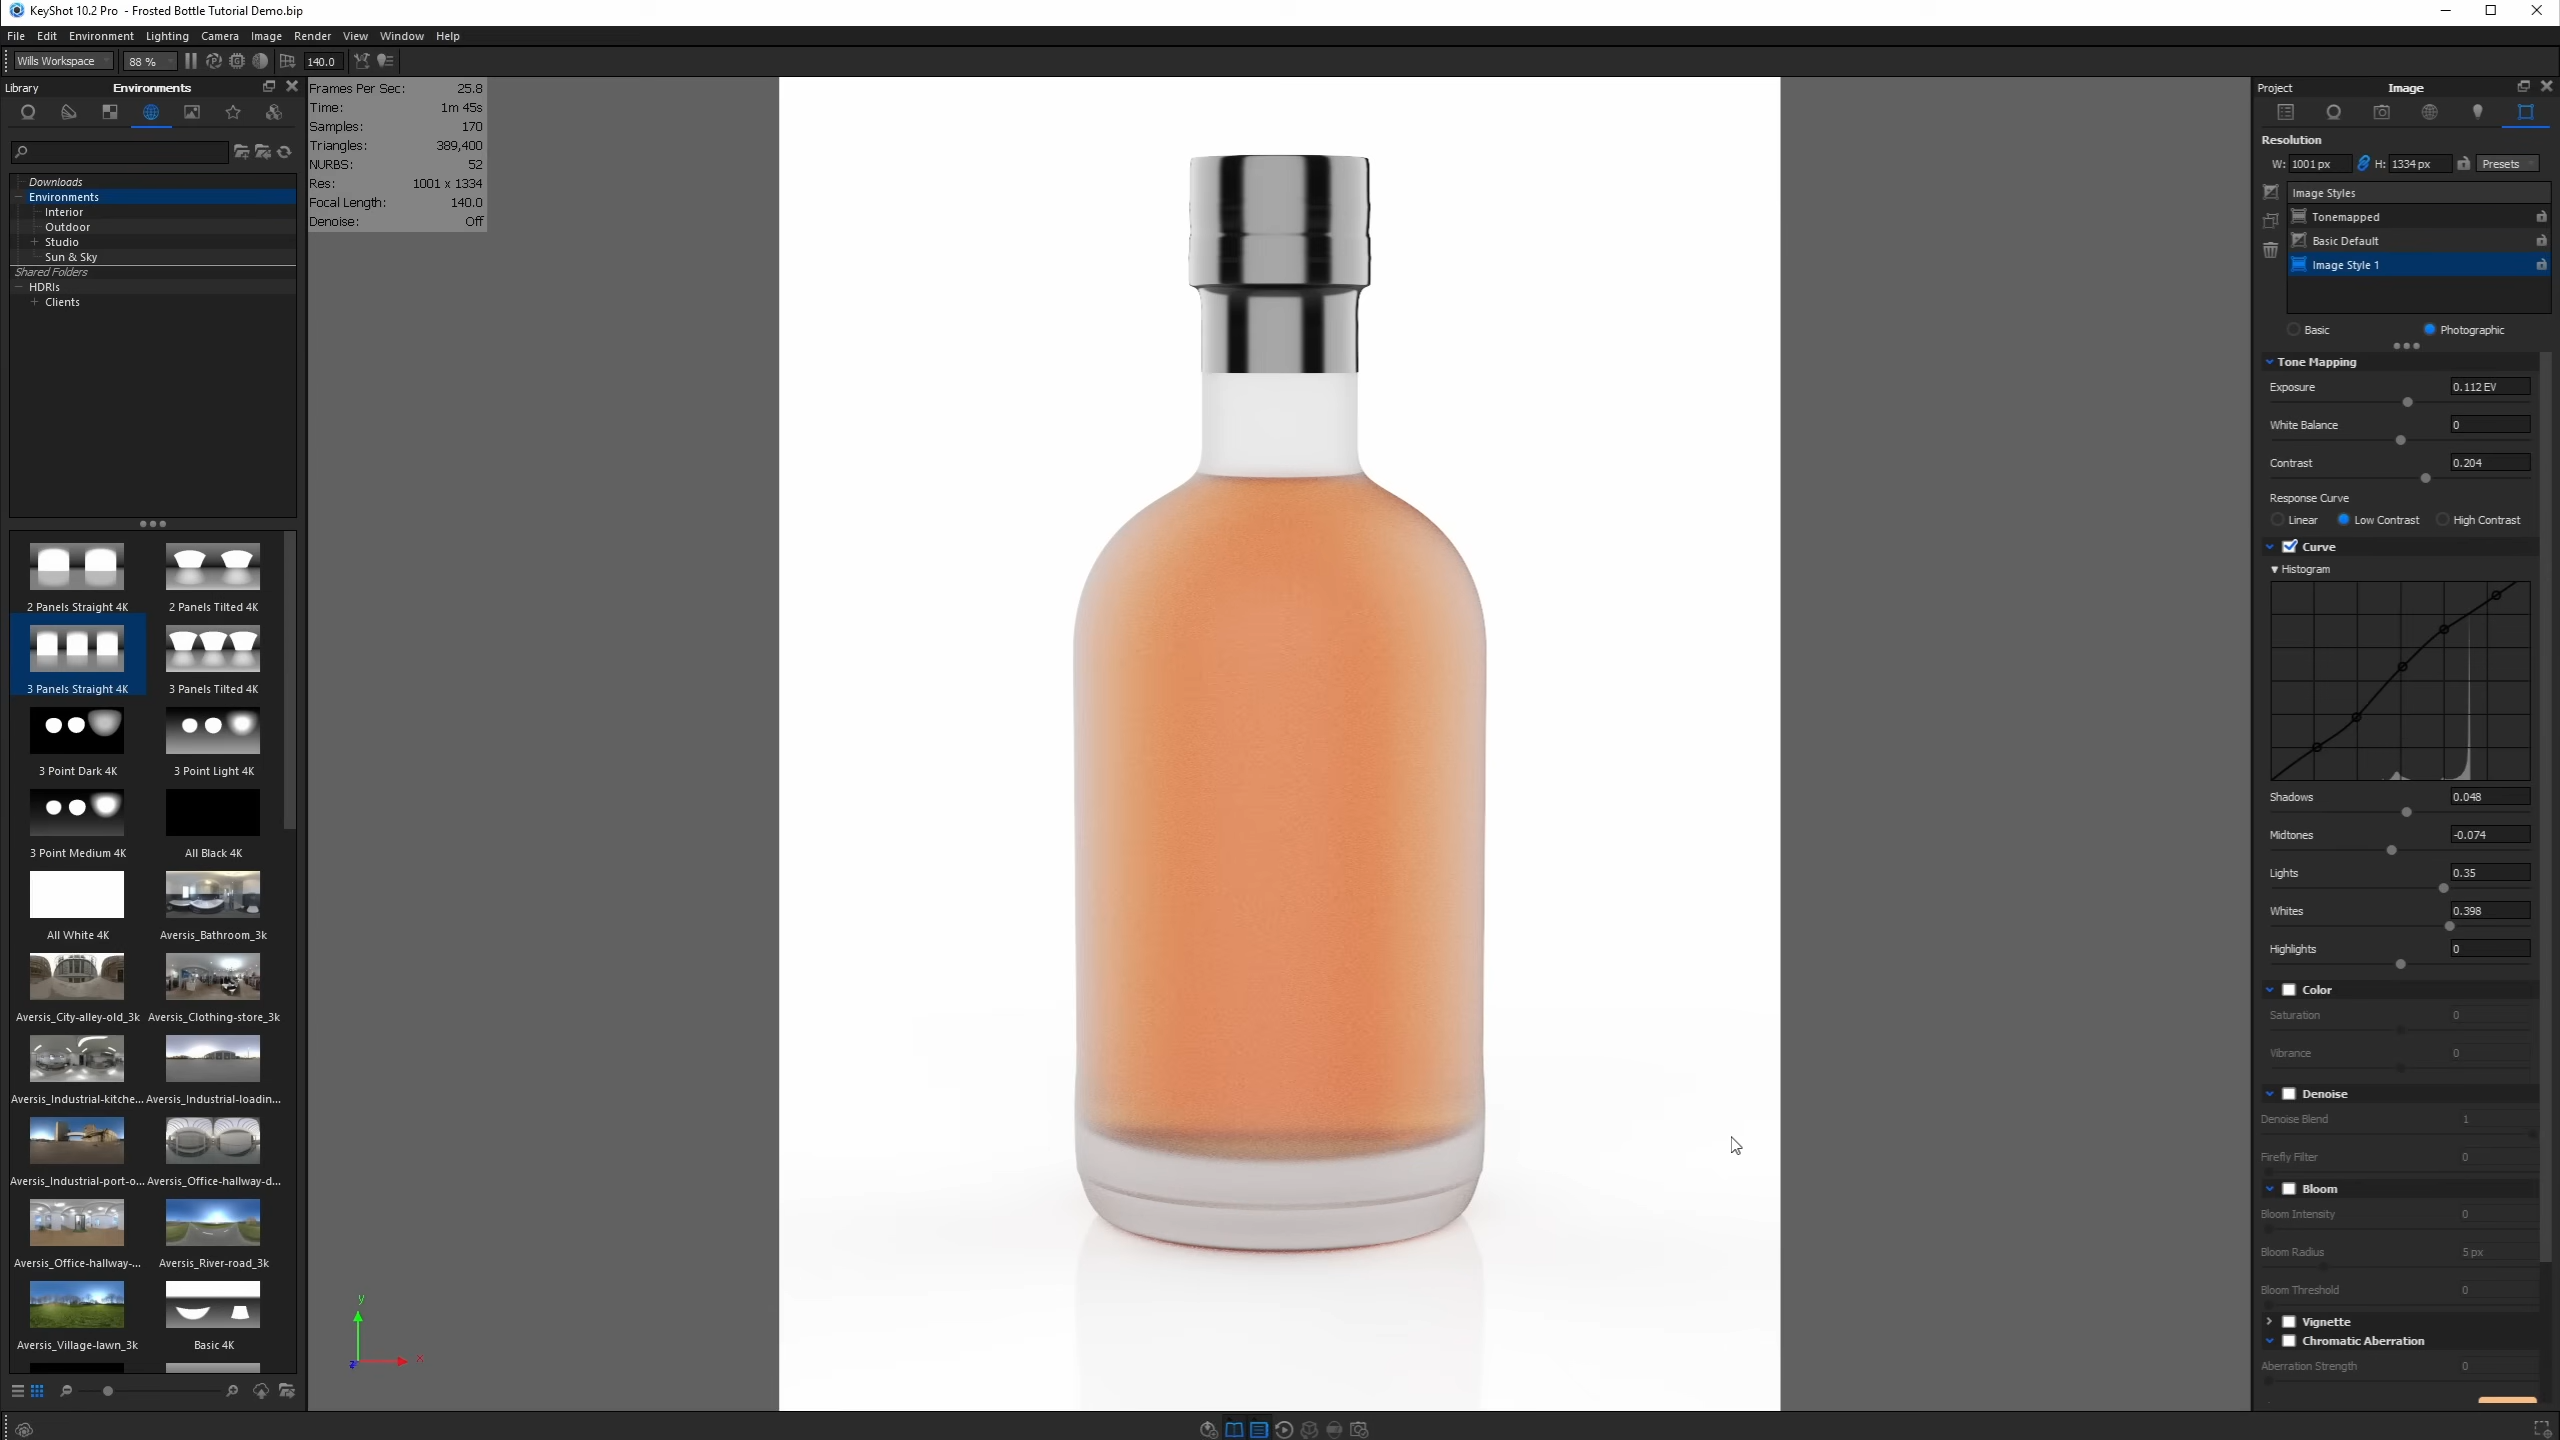 KeyShot 10.2 Pro - Frosted Bottle Tutorial Demo.bip
File Edit Environment Lighting Camera Image Render View Window Help
Wills Workspace 88 % 140.0
Library Environments
Downloads
Environments
Interior
Outdoor
Studio
Sun & Sky
Shared Folders
HDRIs
Clients
2 Panels Straight 4K 2 Panels Tilted 4K
3 Panels Straight 4K 3 Panels Tilted 4K
3 Point Dark 4K 3 Point Light 4K
3 Point Medium 4K All Black 4K
All White 4K Aversis_Bathroom_3k
Aversis_City-alley-old_3k Aversis_Clothing-store_3k
Aversis_Industrial-kitche... Aversis_Industrial-loadin...
Aversis_Industrial-port-o... Aversis_Office-hallway-d...
Aversis_Office-hallway-... Aversis_River-road_3k
Aversis_Village-lawn_3k Basic 4K
Frames Per Sec: 25.8
Time: 1m 45s
Samples: 170
Triangles: 389,400
NURBS: 52
Res: 1001 x 1334
Focal Length: 140.0
Denoise: Off
y
x
z
Project Image
Resolution
W: 1001 px H: 1334 px Presets
Image Styles
Tonemapped
Basic Default
Image Style 1
Basic Photographic
Tone Mapping
Exposure 0.112 EV
White Balance 0
Contrast 0.204
Response Curve
Linear Low Contrast High Contrast
Curve
Histogram
Shadows 0.048
Midtones -0.074
Lights 0.35
Whites 0.398
Highlights 0
Color
Saturation 0
Vibrance 0
Denoise
Denoise Blend 1
Firefly Filter 0
Bloom
Bloom Intensity 0
Bloom Radius 5 px
Bloom Threshold 0
Vignette
Chromatic Aberration
Aberration Strength 0